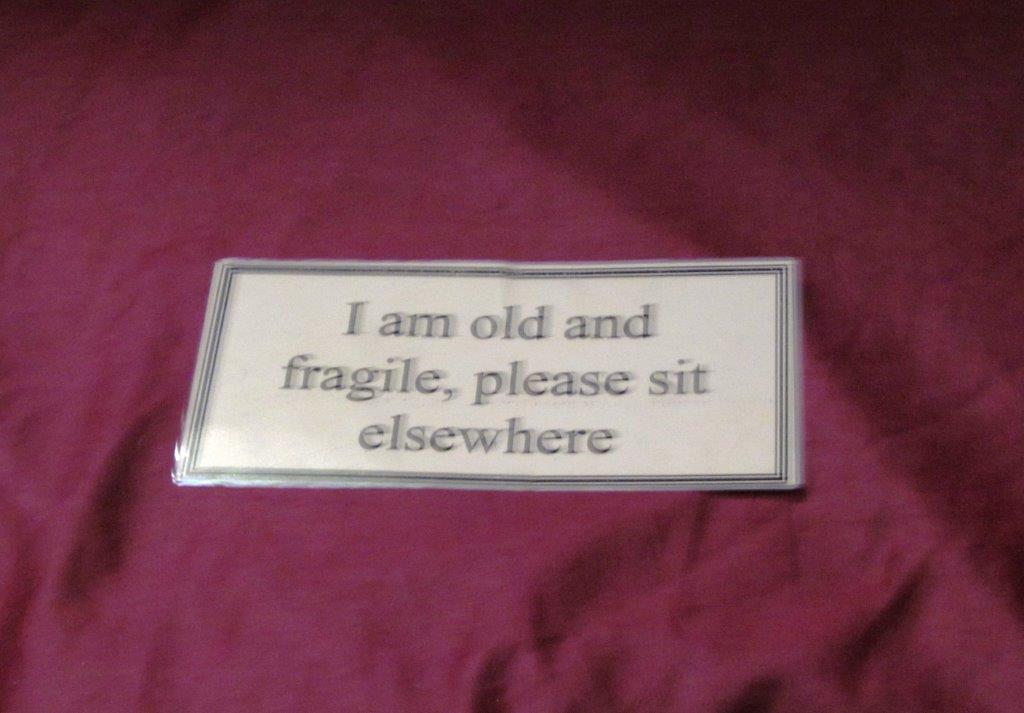 I am old and
fragile, please sit
elsewhere